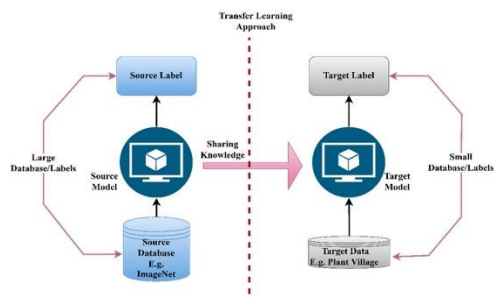 Transfer Learning
Approach
Source Label
Target Label
Large
Database/Labels
Source
Model
Sharing
Knowledge
Target
Model
Small
Database/Labels
Source
Database
E.g.
ImageNet
Target Data
E.g. Plant Village